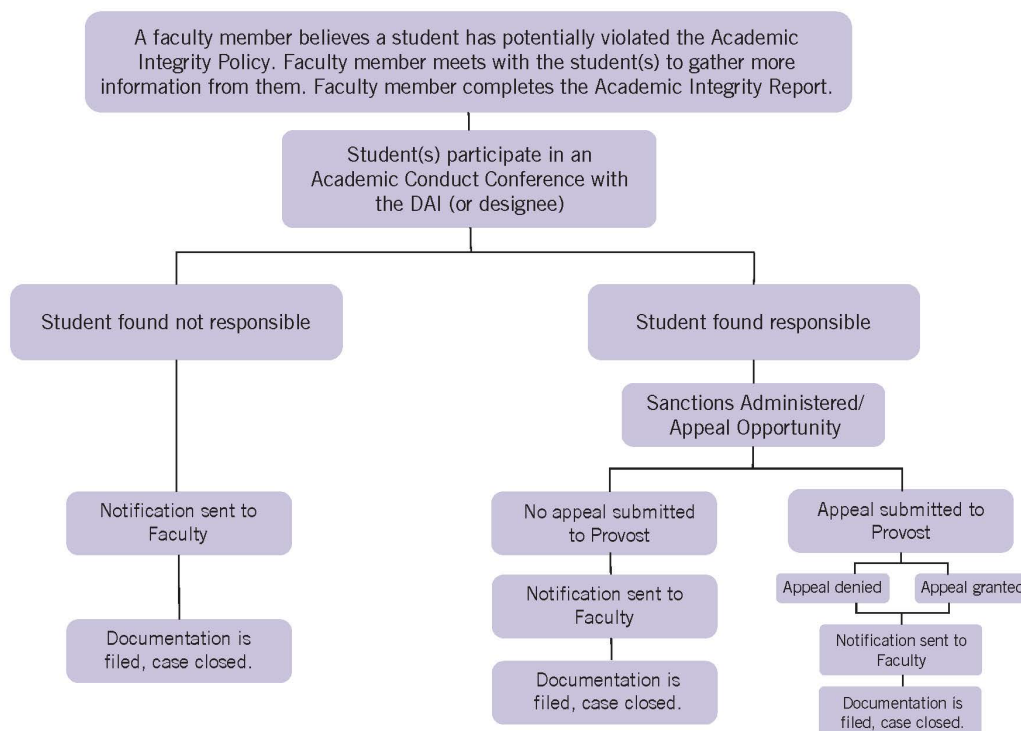 A faculty member believes a student has potentially violated the Academic
Integrity Policy. Faculty member meets with the student(s) to gather more
information from them. Faculty member completes the Academic Integrity Report.
Student(s) participate in an
Academic Conduct Conference with
the DAI (or designee)
Student found not responsible
Student found responsible
Sanctions Administered/
Appeal Opportunity
Notification sent to
Faculty
Documentation is
filed, case closed.
No appeal submitted
to Provost
Notification sent to
Faculty
Documentation is
filed, case closed.
Appeal submitted to
Provost
Appeal denied
Appeal granted
Notification sent to
Faculty
Documentation is
filed, case closed.